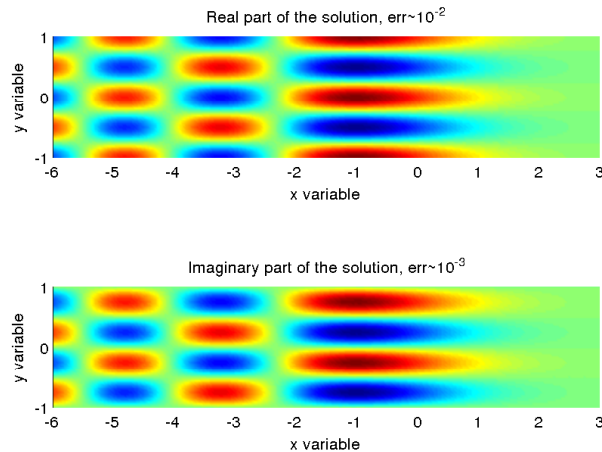 Real part of the solution, err~10^-2
1
0
-1
y variable
-6 -5 -4 -3 -2 -1 0 1 2 3
x variable
Imaginary part of the solution, err~10^-3
1
0
-1
y variable
-6 -5 -4 -3 -2 -1 0 1 2 3
x variable